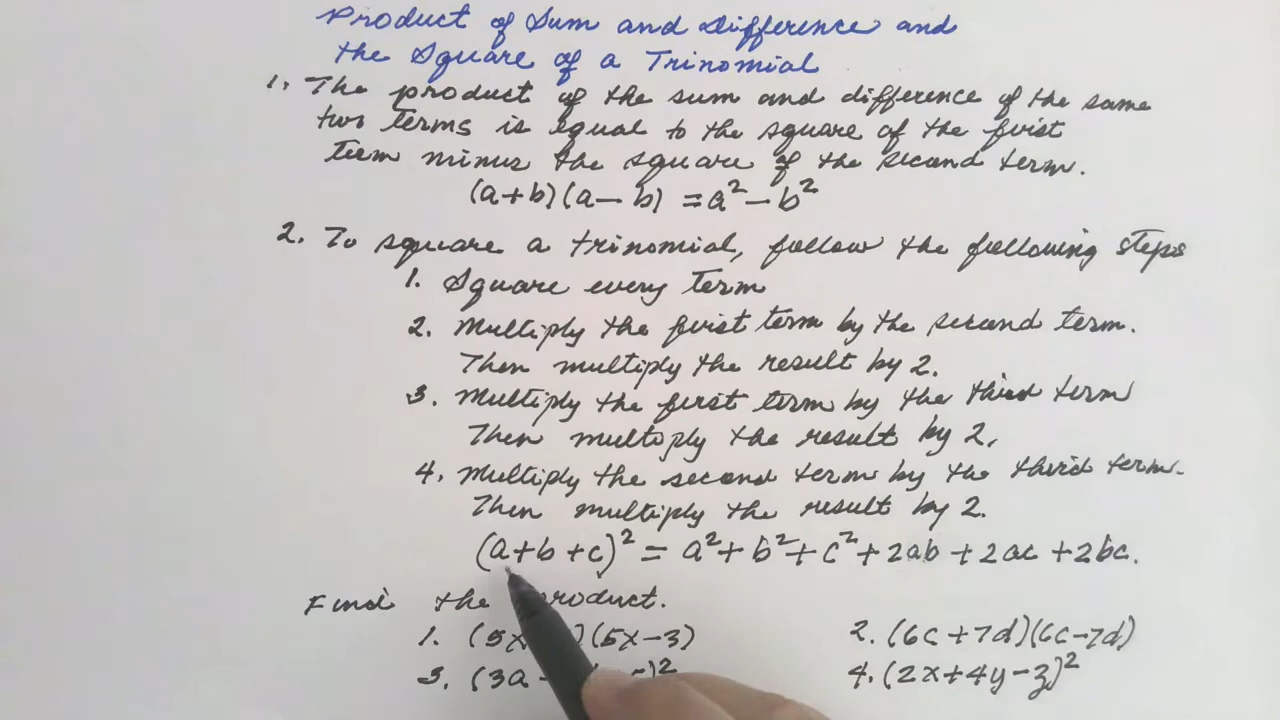 Product of Sum and Difference and
the Square of a Trinomial
1. The product of the sum and difference of the same
two terms is equal to the square of the first
term minus the square of the second term.
(a+b)(a-b) = a² - b²
2. To square a trinomial, follow the following steps
1. Square every term
2. Multiply the first term by the second term.
Then multiply the result by 2.
3. Multiply the first term by the third term
Then multiply the result by 2.
4. Multiply the second term by the third term.
Then multiply the result by 2.
(a+b+c)² = a² + b² + c² + 2ab + 2ac + 2bc.
Find the product.
1. (5x )(5x-3) 2. (6c+7d)(6c-7d)
3. (3a )² 4. (2x+4y-z)²